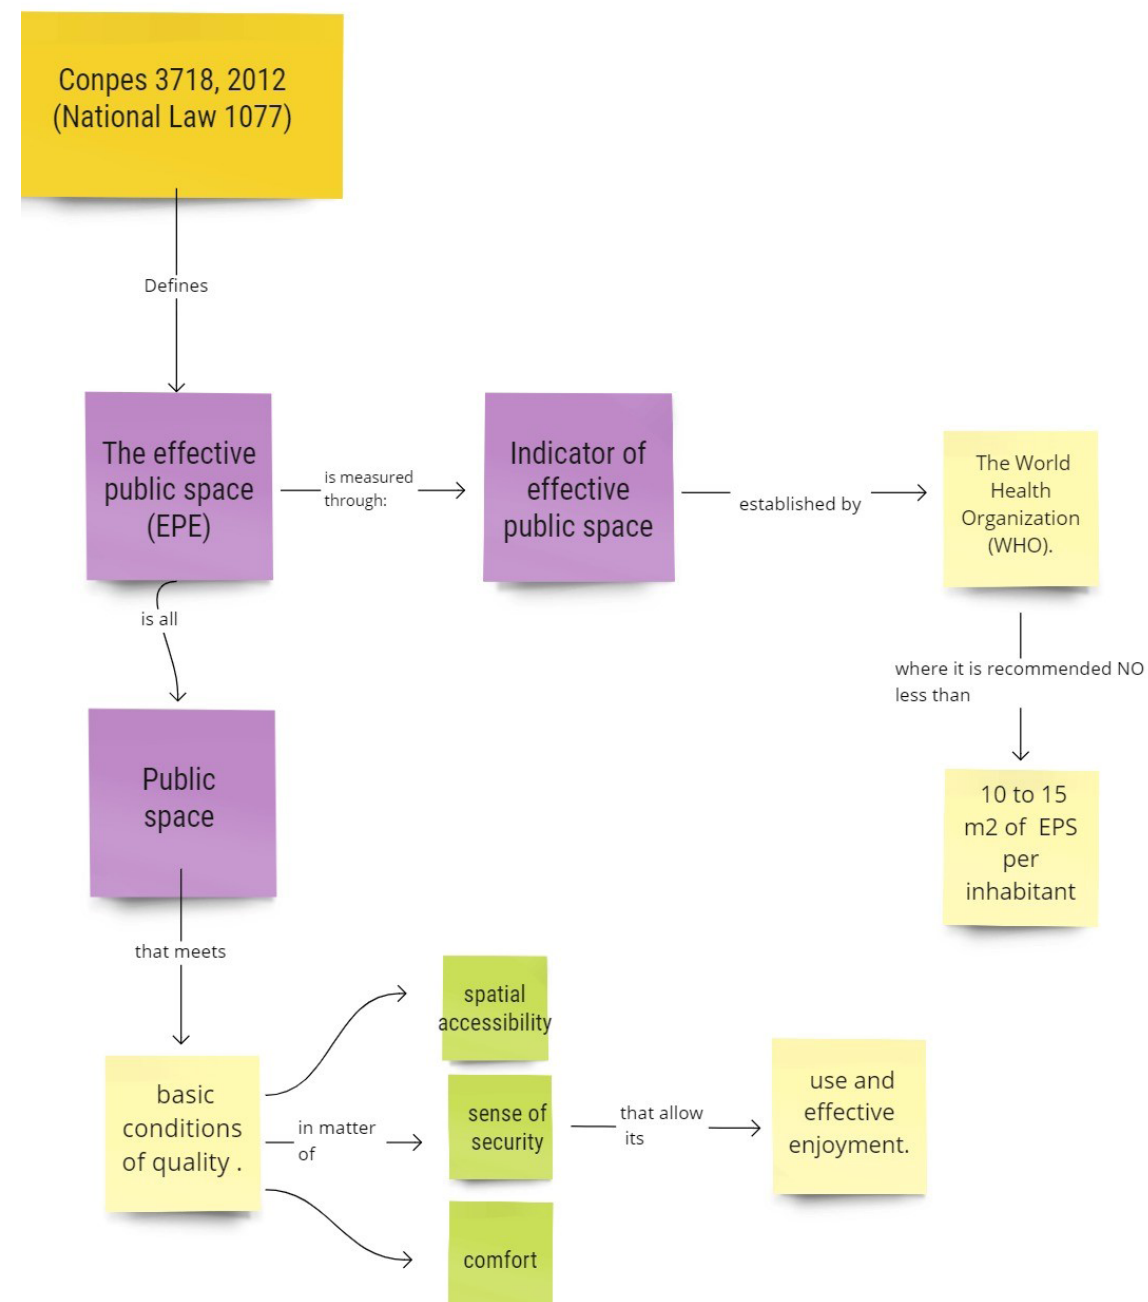 Conpes 3718, 2012
(National Law 1077)
Defines
The effective
public space
(EPE)
is measured
through:
Indicator of
effective
public space
established by
The World
Health
Organization
(WHO).
is all
where it is recommended NO
less than
Public
space
10 to 15
m2 of EPS
per
inhabitant
that meets
basic
conditions
of quality .
in matter
of
spatial
accessibility
sense of
security
comfort
that allow
its
use and
effective
enjoyment.